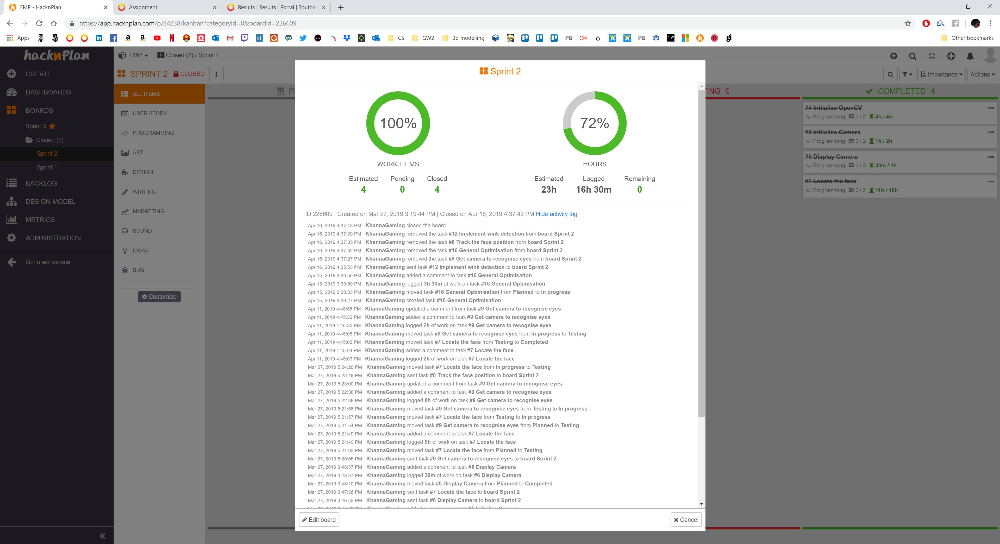 FMP - HacknPlan
Assignment
Results | Results | Portal | Southar
https://app.hacknplan.com/p/84238/kanban?categoryId=0&boardId=226609
Apps
CS
GW2
3d modelling
PB
PB
Other bookmarks
hacknPlan
FMP
Closed (2) / Sprint 2
CREATE
DASHBOARDS
BOARDS
Sprint 3
Closed (2)
Sprint 2
Sprint 1
BACKLOG
DESIGN MODEL
METRICS
ADMINISTRATION
Go to workspace
SPRINT 2 CLOSED
Importance
Actions
ALL ITEMS
USER STORY
PROGRAMMING
ART
DESIGN
WRITING
MARKETING
SOUND
IDEAS
BUG
Customize
Sprint 2
100%
72%
WORK ITEMS
HOURS
Estimated Pending Closed
4 0 4
Estimated Logged Remaining
23h 16h 30m 0
ID 226609 | Created on Mar 27, 2019 3:19:44 PM | Closed on Apr 16, 2019 4:37:43 PM Hide activity log
Apr 16, 2019 4:37:43 PM KhannaGaming closed the board
Apr 16, 2019 4:37:39 PM KhannaGaming removed the task #12 Implement wink detection from board Sprint 2
Apr 16, 2019 4:37:35 PM KhannaGaming removed the task #8 Track the face position from board Sprint 2
Apr 16, 2019 4:37:32 PM KhannaGaming removed the task #16 General Optimisation from board Sprint 2
Apr 16, 2019 4:37:27 PM KhannaGaming removed the task #9 Get camera to recognise eyes from board Sprint 2
Apr 16, 2019 4:35:53 PM KhannaGaming sent task #12 Implement wink detection to board Sprint 2
Apr 15, 2019 3:30:50 PM KhannaGaming added a comment to task #16 General Optimisation
Apr 15, 2019 3:30:50 PM KhannaGaming logged 3h 30m of work on task #16 General Optimisation
Apr 15, 2019 3:30:33 PM KhannaGaming moved task #16 General Optimisation from Planned to In progress
Apr 15, 2019 3:30:27 PM KhannaGaming created task #16 General Optimisation
Apr 11, 2019 4:45:56 PM KhannaGaming updated a comment from task #9 Get camera to recognise eyes
Apr 11, 2019 4:45:30 PM KhannaGaming added a comment to task #9 Get camera to recognise eyes
Apr 11, 2019 4:45:30 PM KhannaGaming logged 2h of work on task #9 Get camera to recognise eyes
Apr 11, 2019 4:45:08 PM KhannaGaming moved task #9 Get camera to recognise eyes from In progress to Testing
Apr 11, 2019 4:45:06 PM KhannaGaming moved task #7 Locate the face from Testing to Completed
Apr 11, 2019 4:45:04 PM KhannaGaming added a comment to task #7 Locate the face
Apr 11, 2019 4:45:03 PM KhannaGaming logged 2h of work on task #7 Locate the face
Mar 27, 2019 5:24:20 PM KhannaGaming moved task #7 Locate the face from In progress to Testing
Mar 27, 2019 5:23:19 PM KhannaGaming sent task #8 Track the face position to board Sprint 2
Mar 27, 2019 5:23:00 PM KhannaGaming updated a comment from task #9 Get camera to recognise eyes
Mar 27, 2019 5:22:38 PM KhannaGaming added a comment to task #9 Get camera to recognise eyes
Mar 27, 2019 5:22:38 PM KhannaGaming logged 8h of work on task #9 Get camera to recognise eyes
Mar 27, 2019 5:21:58 PM KhannaGaming moved task #9 Get camera to recognise eyes from Testing to In progress
Mar 27, 2019 5:21:57 PM KhannaGaming moved task #7 Locate the face from Testing to In progress
Mar 27, 2019 5:21:54 PM KhannaGaming moved task #9 Get camera to recognise eyes from Planned to Testing
Mar 27, 2019 5:21:49 PM KhannaGaming added a comment to task #7 Locate the face
Mar 27, 2019 5:21:49 PM KhannaGaming logged 9h of work on task #7 Locate the face
Mar 27, 2019 5:21:03 PM KhannaGaming moved task #7 Locate the face from Planned to Testing
Mar 27, 2019 5:20:55 PM KhannaGaming sent task #9 Get camera to recognise eyes to board Sprint 2
Mar 27, 2019 3:48:37 PM KhannaGaming added a comment to task #6 Display Camera
Mar 27, 2019 3:48:37 PM KhannaGaming logged 30m of work on task #6 Display Camera
Mar 27, 2019 3:48:10 PM KhannaGaming moved task #6 Display Camera from Planned to Completed
Mar 27, 2019 3:47:36 PM KhannaGaming sent task #7 Locate the face to board Sprint 2
Mar 27, 2019 3:46:53 PM KhannaGaming sent task #6 Display Camera to board Sprint 2
Edit board
Cancel
TING 0
COMPLETED 4
#4 Initialise OpenCV
Programming 0 / 2 4h / 4h
#5 Initialise Camera
Programming 0 / 2 1h / 2h
#6 Display Camera
Programming 0 / 3 30m / 1h
#7 Locate the face
Programming 0 / 2 11h / 16h